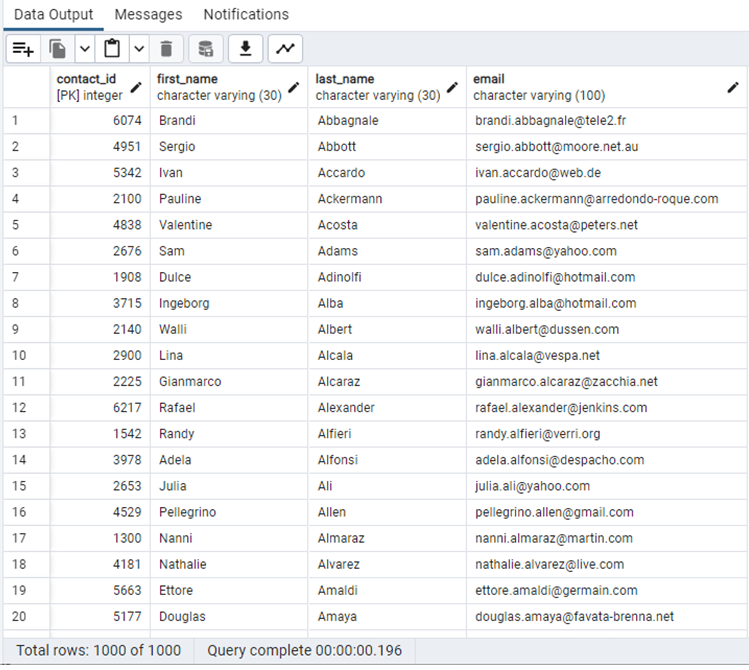 Data Output Messages Notifications
contact_id first_name last_name email
[PK] integer character varying (30) character varying (30) character varying (100)
1 6074 Brandi Abbagnale brandi.abbagnale@tele2.fr
2 4951 Sergio Abbott sergio.abbott@moore.net.au
3 5342 Ivan Accardo ivan.accardo@web.de
4 2100 Pauline Ackermann pauline.ackermann@arredondo-roque.com
5 4838 Valentine Acosta valentine.acosta@peters.net
6 2676 Sam Adams sam.adams@yahoo.com
7 1908 Dulce Adinolfi dulce.adinolfi@hotmail.com
8 3715 Ingeborg Alba ingeborg.alba@hotmail.com
9 2140 Walli Albert walli.albert@dussen.com
10 2900 Lina Alcala lina.alcala@vespa.net
11 2225 Gianmarco Alcaraz gianmarco.alcaraz@zacchia.net
12 6217 Rafael Alexander rafael.alexander@jenkins.com
13 1542 Randy Alfieri randy.alfieri@verri.org
14 3978 Adela Alfonsi adela.alfonsi@despacho.com
15 2653 Julia Ali julia.ali@yahoo.com
16 4529 Pellegrino Allen pellegrino.allen@gmail.com
17 1300 Nanni Almaraz nanni.almaraz@martin.com
18 4181 Nathalie Alvarez nathalie.alvarez@live.com
19 5663 Ettore Amaldi ettore.amaldi@germain.com
20 5177 Douglas Amaya douglas.amaya@favata-brenna.net
Total rows: 1000 of 1000 Query complete 00:00:00.196